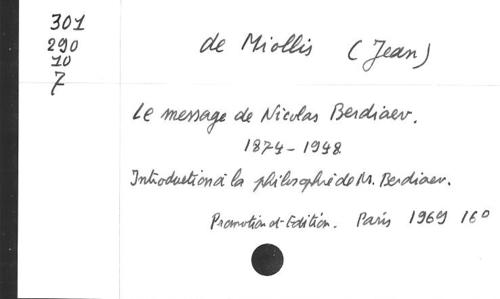 301
290
10
7
de Miollis (Jean)
Le message de Nicolas Berdiaev.
1874-1948
Introduction à la philosophie de N. Berdiaev.
Promotion et Edition. Paris 1969 160